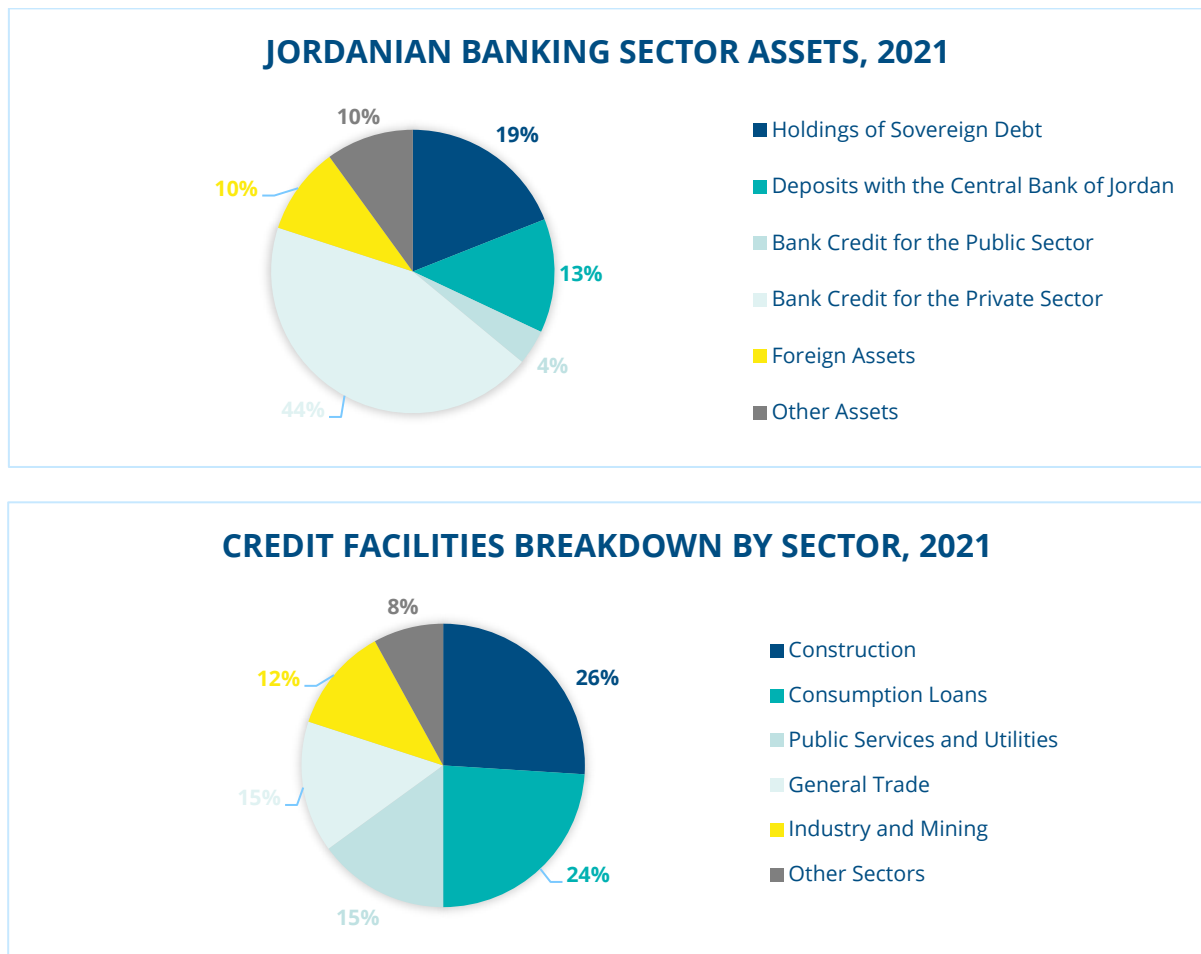 JORDANIAN BANKING SECTOR ASSETS, 2021
10%
19%
10%
13%
4%
44%
Holdings of Sovereign Debt
Deposits with the Central Bank of Jordan
Bank Credit for the Public Sector
Bank Credit for the Private Sector
Foreign Assets
Other Assets
CREDIT FACILITIES BREAKDOWN BY SECTOR, 2021
8%
26%
12%
15%
24%
15%
Construction
Consumption Loans
Public Services and Utilities
General Trade
Industry and Mining
Other Sectors